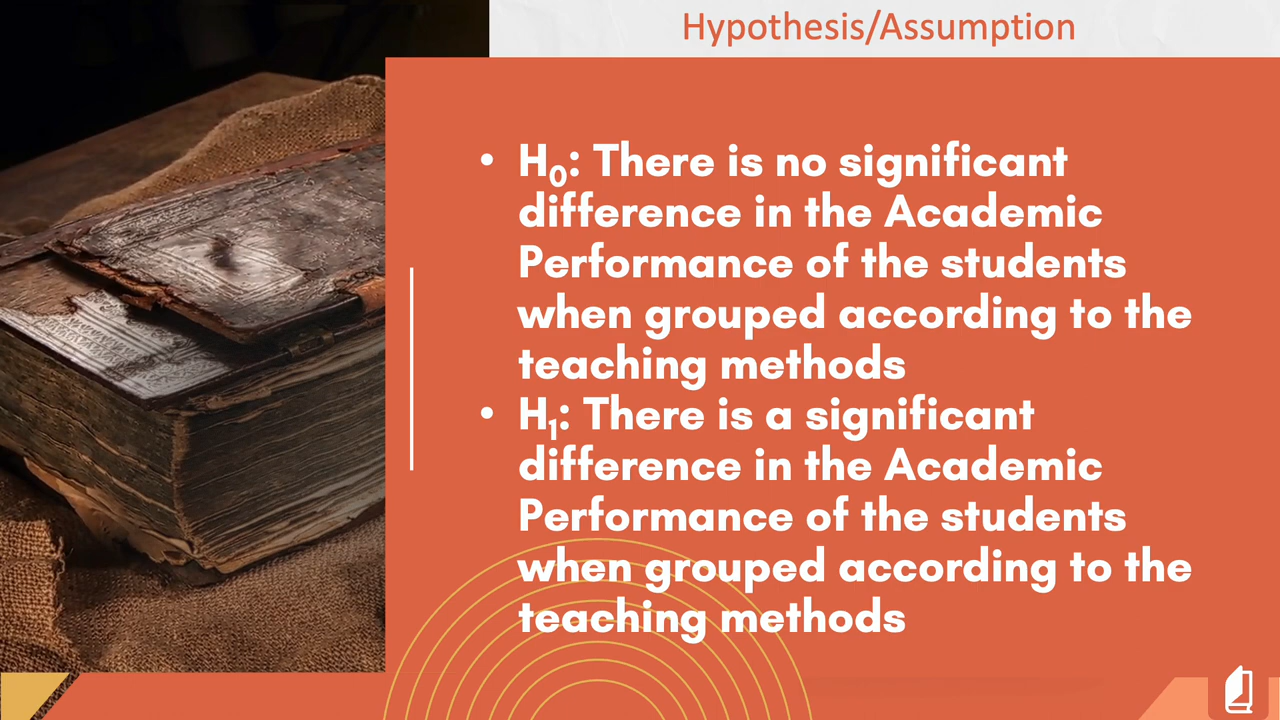 Hypothesis/Assumption
• H₀: There is no significant
difference in the Academic
Performance of the students
when grouped according to the
teaching methods
• H₁: There is a significant
difference in the Academic
Performance of the students
when grouped according to the
teaching methods